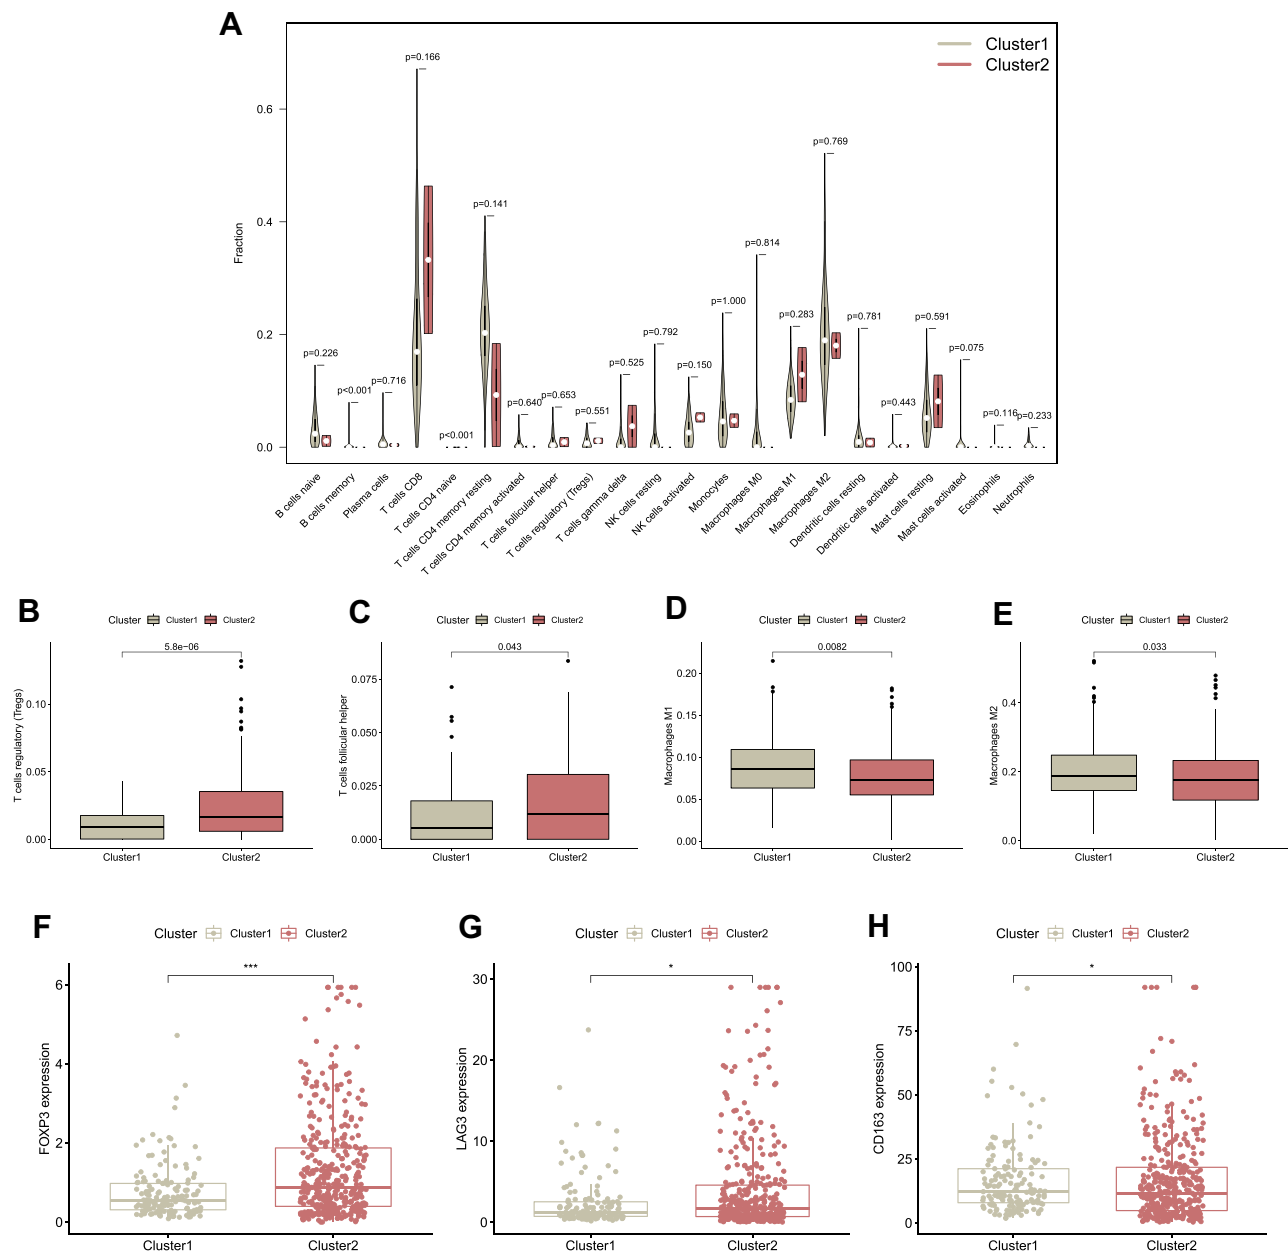 A
Cluster1
Cluster2
p=0.166
p=0.769
0.6
p=0.141
0.4
Fraction
p=0.814
p=1.000
p=0.792
p=0.283
p=0.781
p=0.591
0.2
p=0.226
p=0.525
p=0.150
p=0.075
p<0.001
p=0.716
p=0.640
p=0.653
p=0.551
p=0.443
p=0.116
p=0.233
p<0.001
0.0
B cells naive
B cells memory
Plasma cells
T cells CD8
T cells CD4 naive
T cells CD4 memory resting
T cells CD4 memory activated
T cells follicular helper
T cells regulatory (Tregs)
T cells gamma delta
NK cells resting
NK cells activated
Monocytes
Macrophages M0
Macrophages M1
Macrophages M2
Dendritic cells resting
Dendritic cells activated
Mast cells resting
Mast cells activated
Eosinophils
Neutrophils
B
Cluster Cluster1 Cluster2
5.8e−06
T cells regulatory (Tregs)
0.10
0.05
0.00
Cluster1 Cluster2
C
Cluster Cluster1 Cluster2
0.043
T cells follicular helper
0.075
0.050
0.025
0.000
Cluster1 Cluster2
D
Cluster Cluster1 Cluster2
0.0082
Macrophages M1
0.20
0.15
0.10
0.05
0.00
Cluster1 Cluster2
E
Cluster Cluster1 Cluster2
0.033
Macrophages M2
0.4
0.2
0.0
Cluster1 Cluster2
F
Cluster Cluster1 Cluster2
***
FOXP3 expression
6
4
2
0
Cluster1 Cluster2
G
Cluster Cluster1 Cluster2
*
LAG3 expression
30
20
10
0
Cluster1 Cluster2
H
Cluster Cluster1 Cluster2
*
CD163 expression
100
75
50
25
0
Cluster1 Cluster2